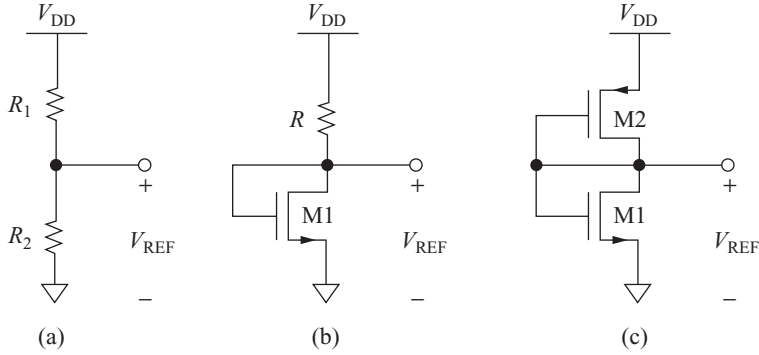 V_DD V_DD V_DD
R_1 R M2
+ + +
R_2 M1 M1
V_REF V_REF V_REF
– – –
(a) (b) (c)